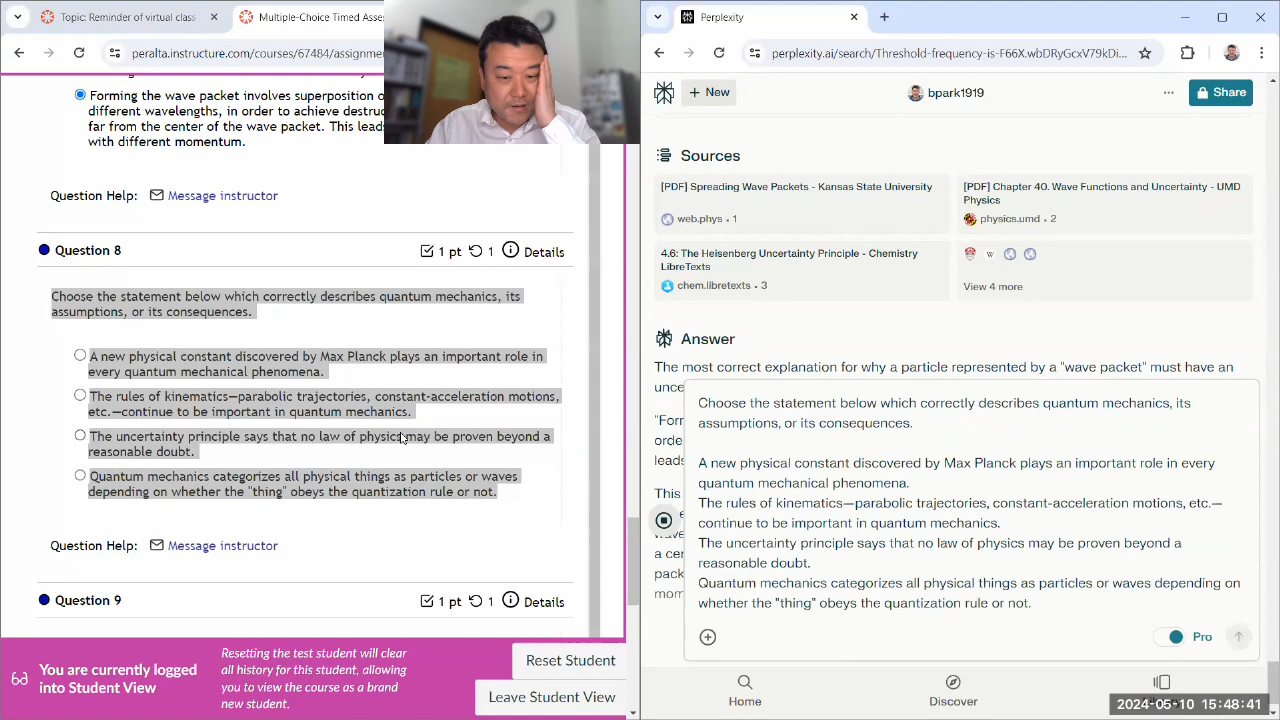 Topic: Reminder of virtual class
Multiple-Choice Timed Asse
peralta.instructure.com/courses/67484/assignme
Forming the wave packet involves superposition o
different wavelengths, in order to achieve destruc
far from the center of the wave packet. This lead
with different momentum.
Question Help: Message instructor
Question 8
1 pt 1 Details
Choose the statement below which correctly describes quantum mechanics, its
assumptions, or its consequences.
A new physical constant discovered by Max Planck plays an important role in
every quantum mechanical phenomena.
The rules of kinematics—parabolic trajectories, constant-acceleration motions,
etc.—continue to be important in quantum mechanics.
The uncertainty principle says that no law of physics may be proven beyond a
reasonable doubt.
Quantum mechanics categorizes all physical things as particles or waves
depending on whether the "thing" obeys the quantization rule or not.
Question Help: Message instructor
Question 9
1 pt 1 Details
You are currently logged
into Student View
Resetting the test student will clear
all history for this student, allowing
you to view the course as a brand
new student.
Reset Student
Leave Student View
Perplexity
perplexity.ai/search/Threshold-frequency-is-F66X.wbDRyGczV79kDi...
New
bpark1919
Share
Sources
[PDF] Spreading Wave Packets - Kansas State University
web.phys • 1
[PDF] Chapter 40. Wave Functions and Uncertainty - UMD
Physics
physics.umd • 2
4.6: The Heisenberg Uncertainty Principle - Chemistry
LibreTexts
chem.libretexts • 3
W
View 4 more
Answer
The most correct explanation for why a particle represented by a "wave packet" must have an
unce
"Forn
orde
leads
This
wave
a cer
pack
mom
Choose the statement below which correctly describes quantum mechanics, its
assumptions, or its consequences.
A new physical constant discovered by Max Planck plays an important role in every
quantum mechanical phenomena.
The rules of kinematics—parabolic trajectories, constant-acceleration motions, etc.—
continue to be important in quantum mechanics.
The uncertainty principle says that no law of physics may be proven beyond a
reasonable doubt.
Quantum mechanics categorizes all physical things as particles or waves depending on
whether the "thing" obeys the quantization rule or not.
Pro
Home
Discover
2024-05-10 15:48:41